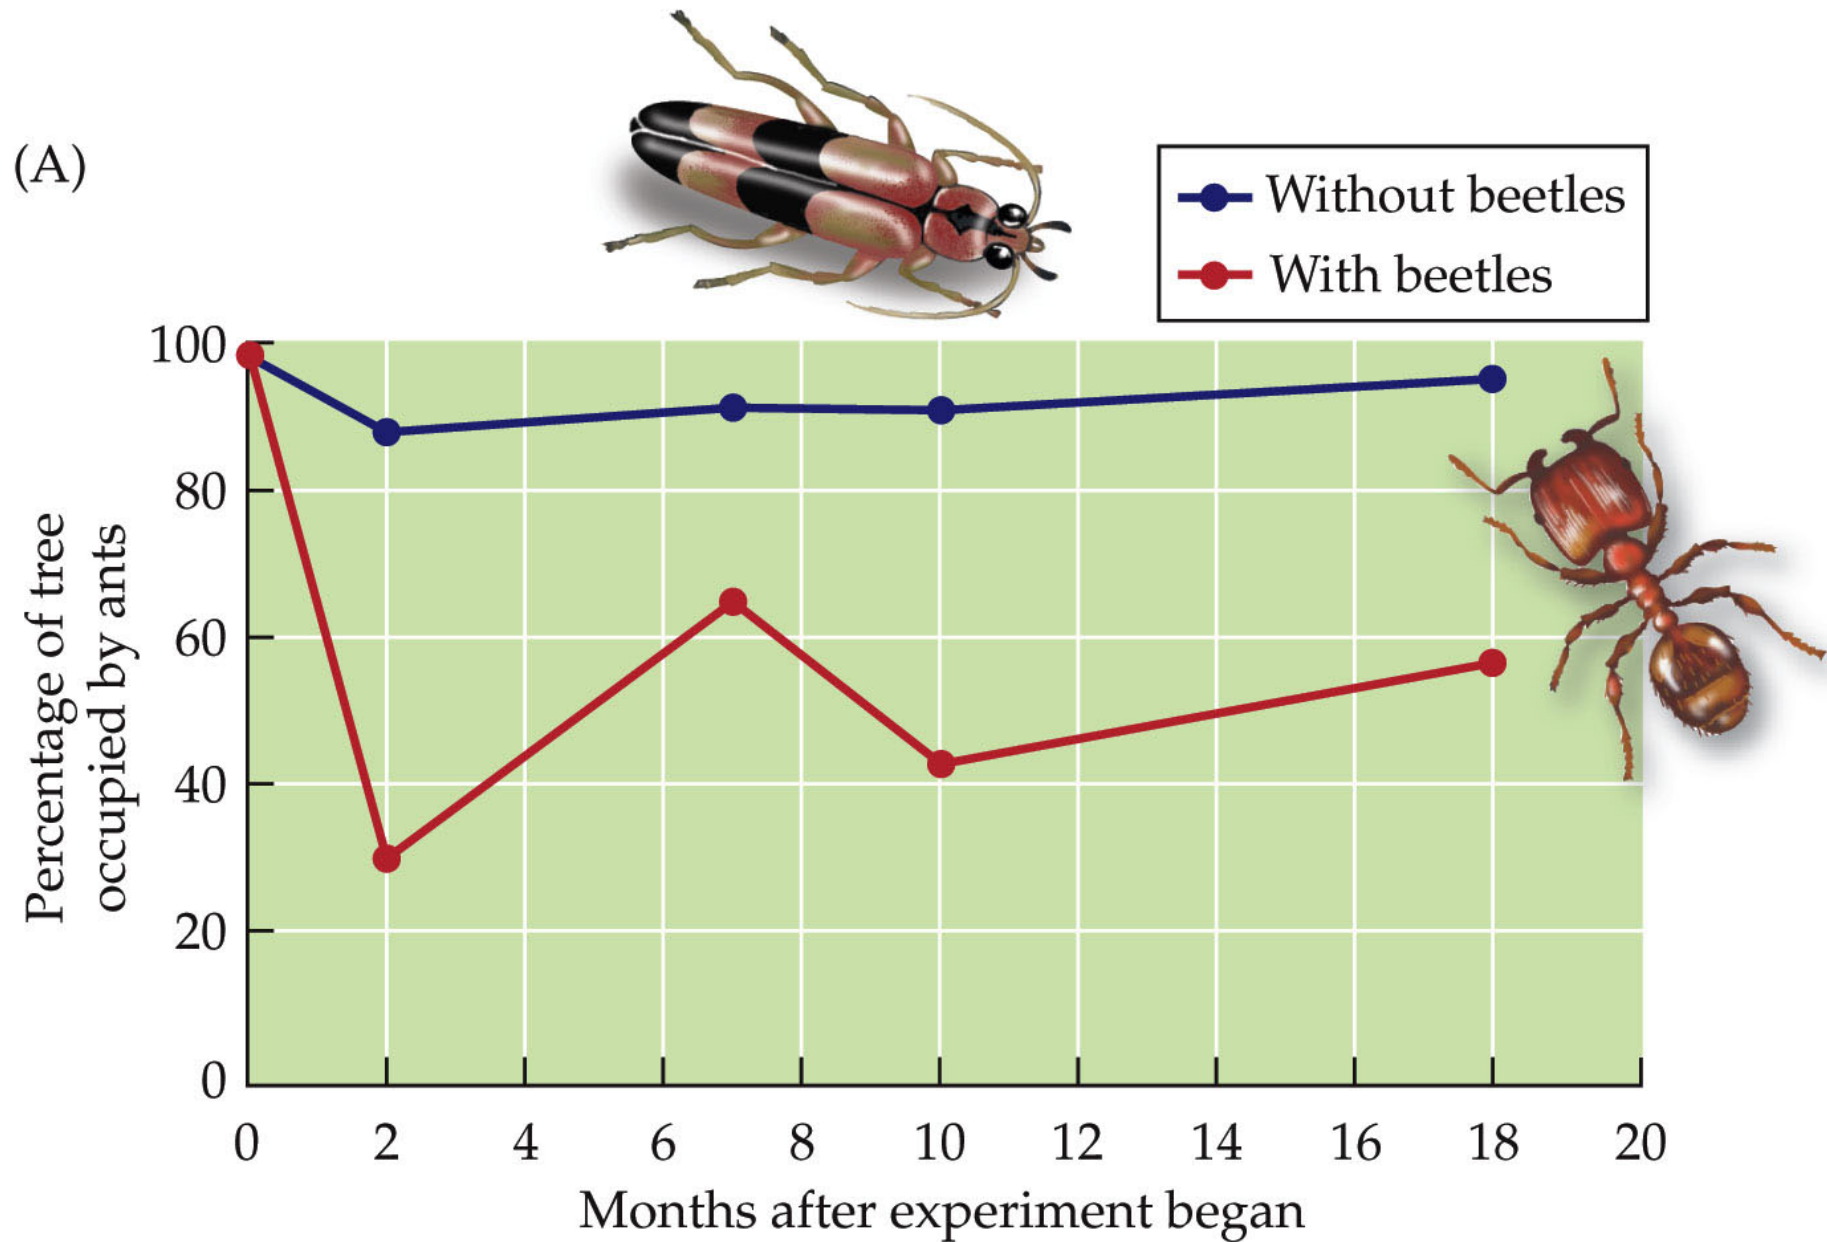 (A)
Without beetles
With beetles
Percentage of tree
occupied by ants
100
80
60
40
20
0
0 2 4 6 8 10 12 14 16 18 20
Months after experiment began